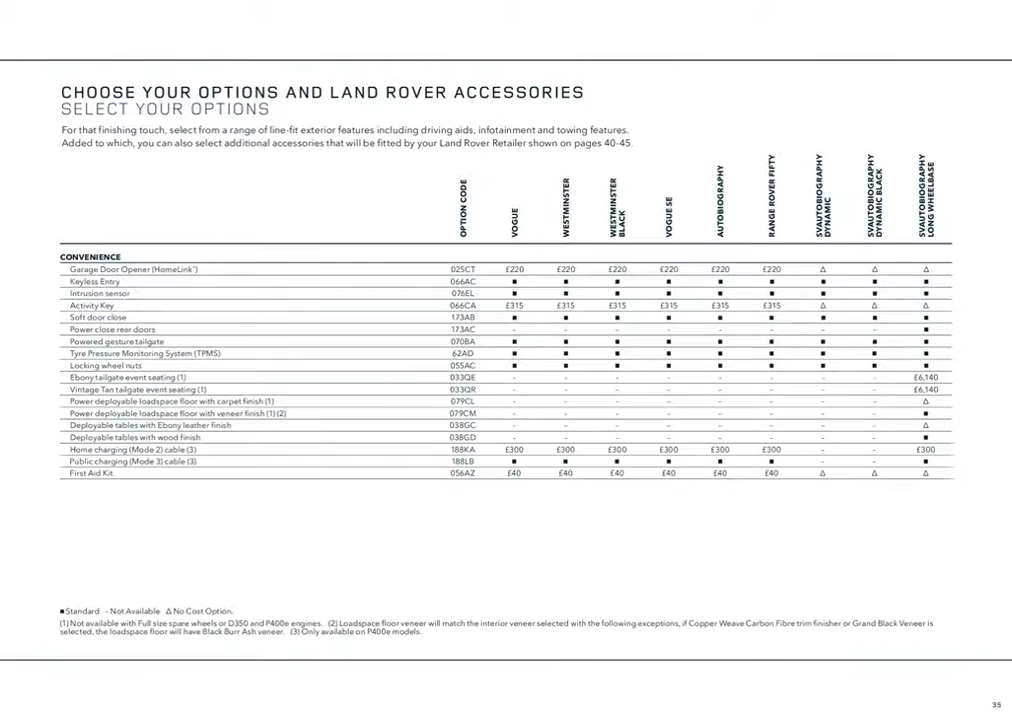 CHOOSE YOUR OPTIONS AND LAND ROVER ACCESSORIES
SELECT YOUR OPTIONS
For that finishing touch, select from a range of line-fit exterior features including driving aids, infotainment and towing features.
Added to which, you can also select additional accessories that will be fitted by your Land Rover Retailer shown on pages 40-45.
OPTION CODE VOGUE WESTMINSTER WESTMINSTER BLACK VOGUE SE AUTOBIOGRAPHY RANGE ROVER FIFTY SVAUTOBIOGRAPHY DYNAMIC SVAUTOBIOGRAPHY DYNAMIC BLACK SVAUTOBIOGRAPHY LONG WHEELBASE
CONVENIENCE
Garage Door Opener (HomeLink®) 025CT £220 £220 £220 £220 £220 £220 Δ Δ Δ
Keyless Entry 066AC ■ ■ ■ ■ ■ ■ ■ ■ ■
Intrusion sensor 076EL ■ ■ ■ ■ ■ ■ ■ ■ ■
Activity Key 066CA £315 £315 £315 £315 £315 £315 Δ Δ Δ
Soft door close 173AB ■ ■ ■ ■ ■ ■ ■ ■ ■
Power close rear doors 173AC - - - - - - - - ■
Powered gesture tailgate 070BA ■ ■ ■ ■ ■ ■ ■ ■ ■
Tyre Pressure Monitoring System (TPMS) 62AD ■ ■ ■ ■ ■ ■ ■ ■ ■
Locking wheel nuts 055AC ■ ■ ■ ■ ■ ■ ■ ■ ■
Ebony tailgate event seating (1) 033QE - - - - - - - - £6,140
Vintage Tan tailgate event seating (1) 033QR - - - - - - - - £6,140
Power deployable loadspace floor with carpet finish (1) 079CL - - - - - - - - Δ
Power deployable loadspace floor with veneer finish (1) (2) 079CM - - - - - - - - ■
Deployable tables with Ebony leather finish 038GC - - - - - - - - Δ
Deployable tables with wood finish 038GD - - - - - - - - ■
Home charging (Mode 2) cable (3) 188KA £300 £300 £300 £300 £300 £300 - - £300
Public charging (Mode 3) cable (3) 188LB ■ ■ ■ ■ ■ ■ - - ■
First Aid Kit 056AZ £40 £40 £40 £40 £40 £40 Δ Δ Δ
■ Standard - Not Available Δ No Cost Option.
(1) Not available with Full size spare wheels or D350 and P400e engines. (2) Loadspace floor veneer will match the interior veneer selected with the following exceptions, if Copper Weave Carbon Fibre trim finisher or Grand Black Veneer is
selected, the loadspace floor will have Black Burr Ash veneer. (3) Only available on P400e models.
35